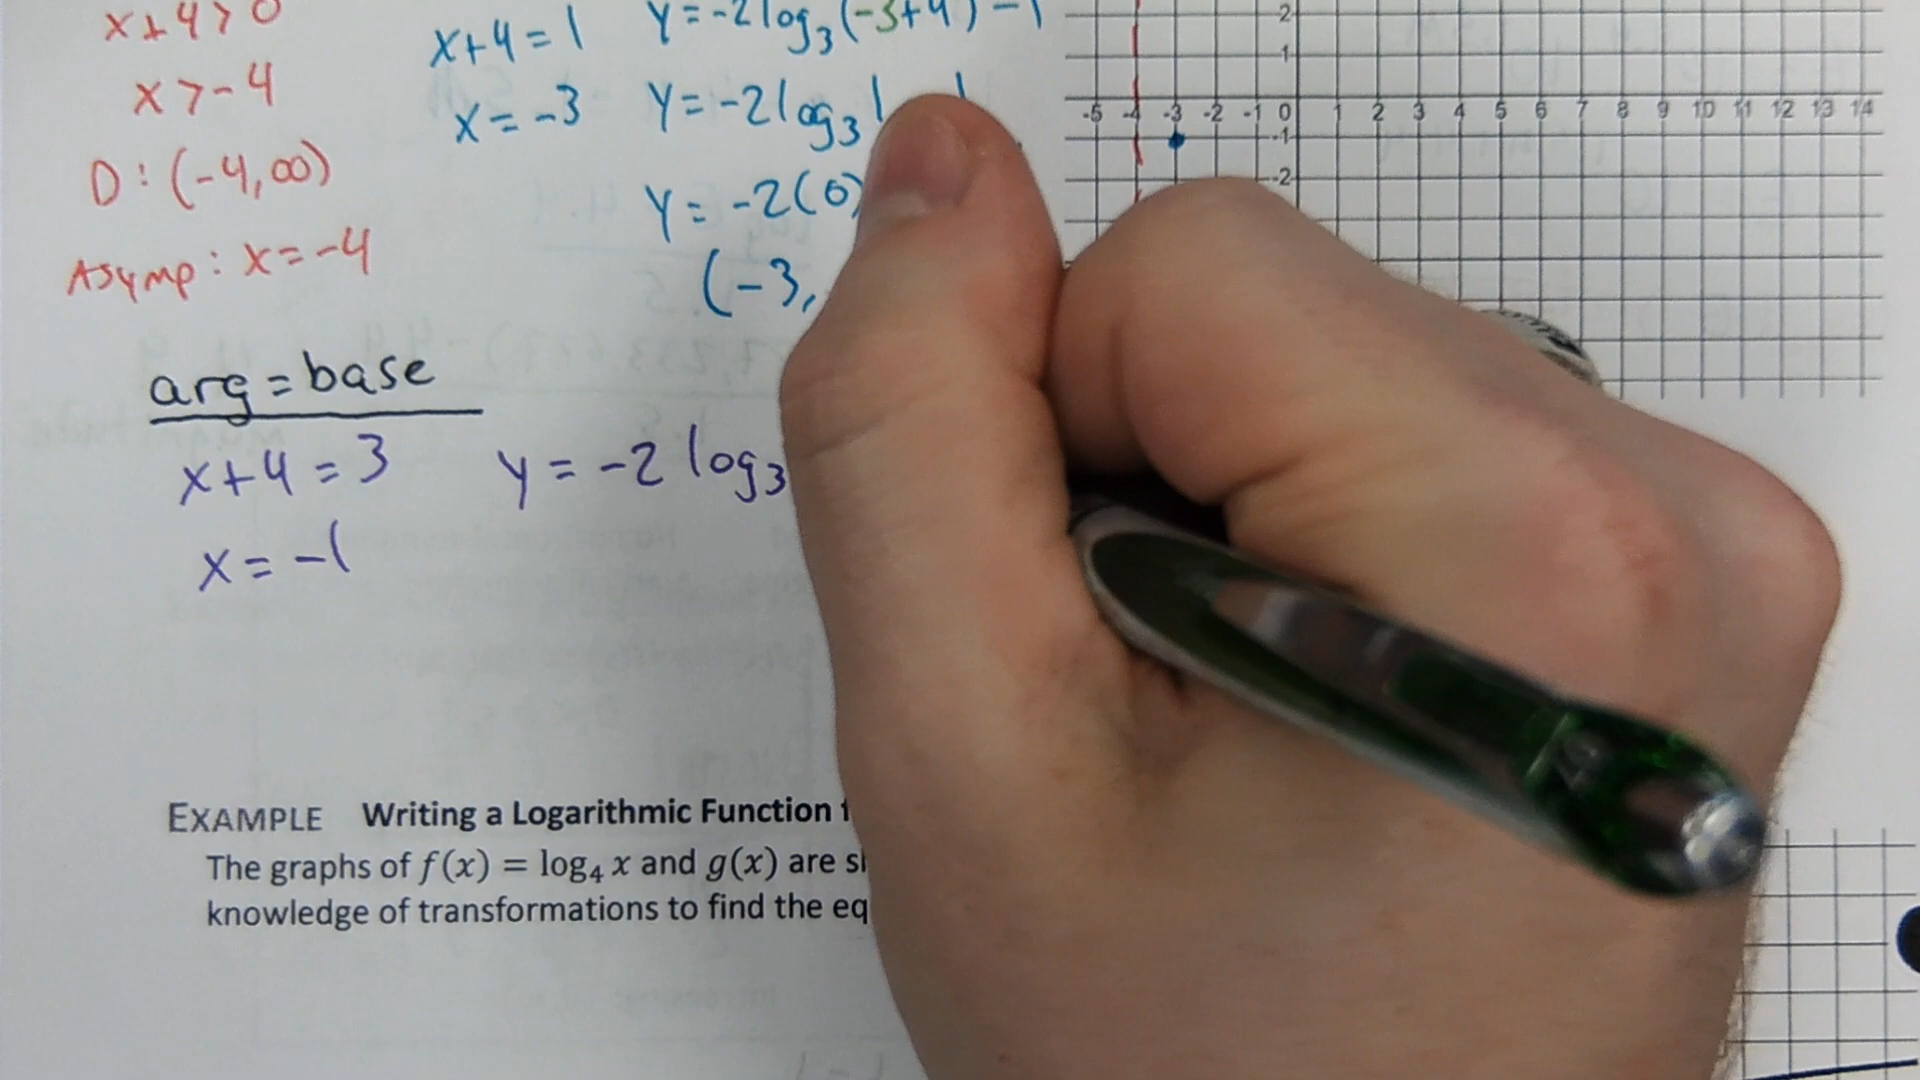 x+4>0
x>-4
D: (-4,∞)
Asymp: x=-4
x+4=1
x=-3
y=-2log₃(-3+4)-1
y=-2log₃1
y=-2(0)
(-3,
2
1
-5 -4 -3 -2 -1 0 1 2 3 4 5 6 7 8 9 10 11 12 13 14
-1
-2
arg=base
x+4=3
x=-1
y=-2log₃
EXAMPLE Writing a Logarithmic Function
The graphs of f(x) = log₄ x and g(x) are
knowledge of transformations to find the